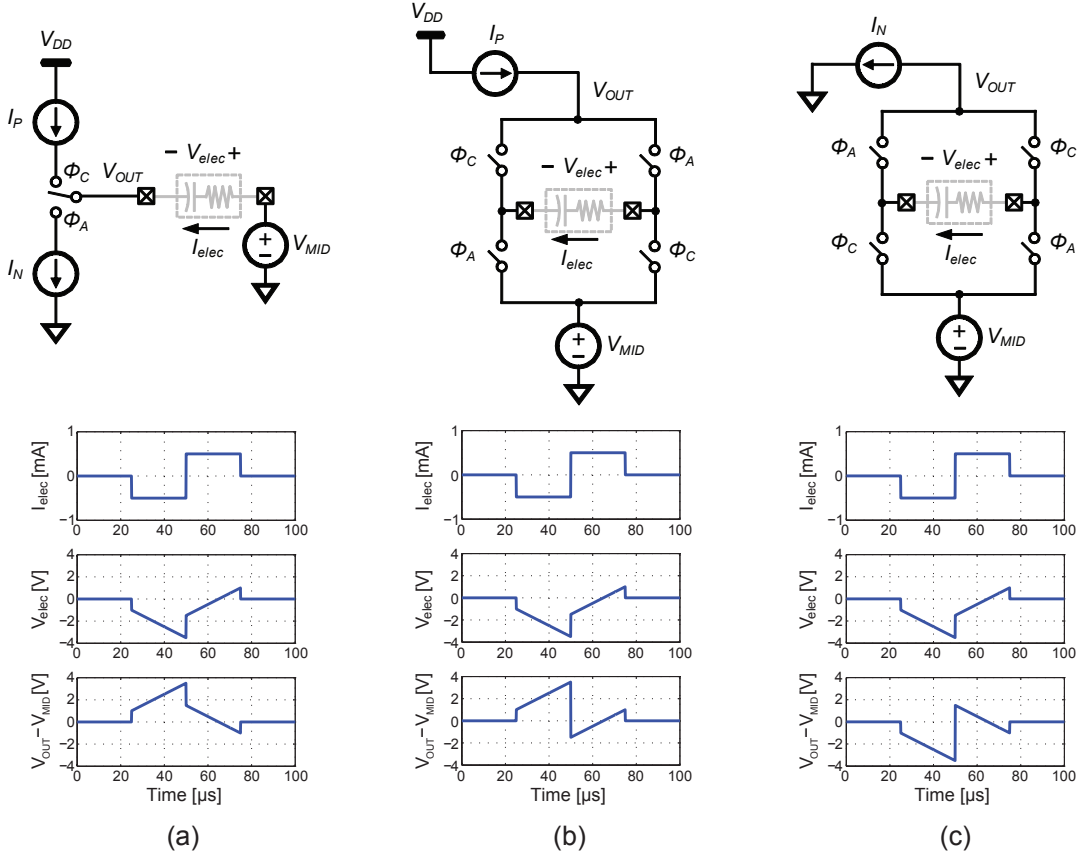 V_DD
I_P
Φ_C
V_OUT
Φ_A
I_N
− V_elec +
I_elec
+
−
V_MID
V_DD
I_P
V_OUT
Φ_C
Φ_A
− V_elec +
I_elec
Φ_A
Φ_C
+
−
V_MID
I_N
V_OUT
Φ_A
Φ_C
− V_elec +
I_elec
Φ_C
Φ_A
+
−
V_MID
I_elec [mA]
1
0
−1
0 20 40 60 80 100
V_elec [V]
4
2
0
−2
−4
0 20 40 60 80 100
V_OUT − V_MID [V]
4
2
0
−2
−4
0 20 40 60 80 100
Time [µs]
(a)
I_elec [mA]
1
0
−1
0 20 40 60 80 100
V_elec [V]
4
2
0
−2
−4
0 20 40 60 80 100
V_OUT − V_MID [V]
4
2
0
−2
−4
0 20 40 60 80 100
Time [µs]
(b)
I_elec [mA]
1
0
−1
0 20 40 60 80 100
V_elec [V]
4
2
0
−2
−4
0 20 40 60 80 100
V_OUT − V_MID [V]
4
2
0
−2
−4
0 20 40 60 80 100
Time [µs]
(c)